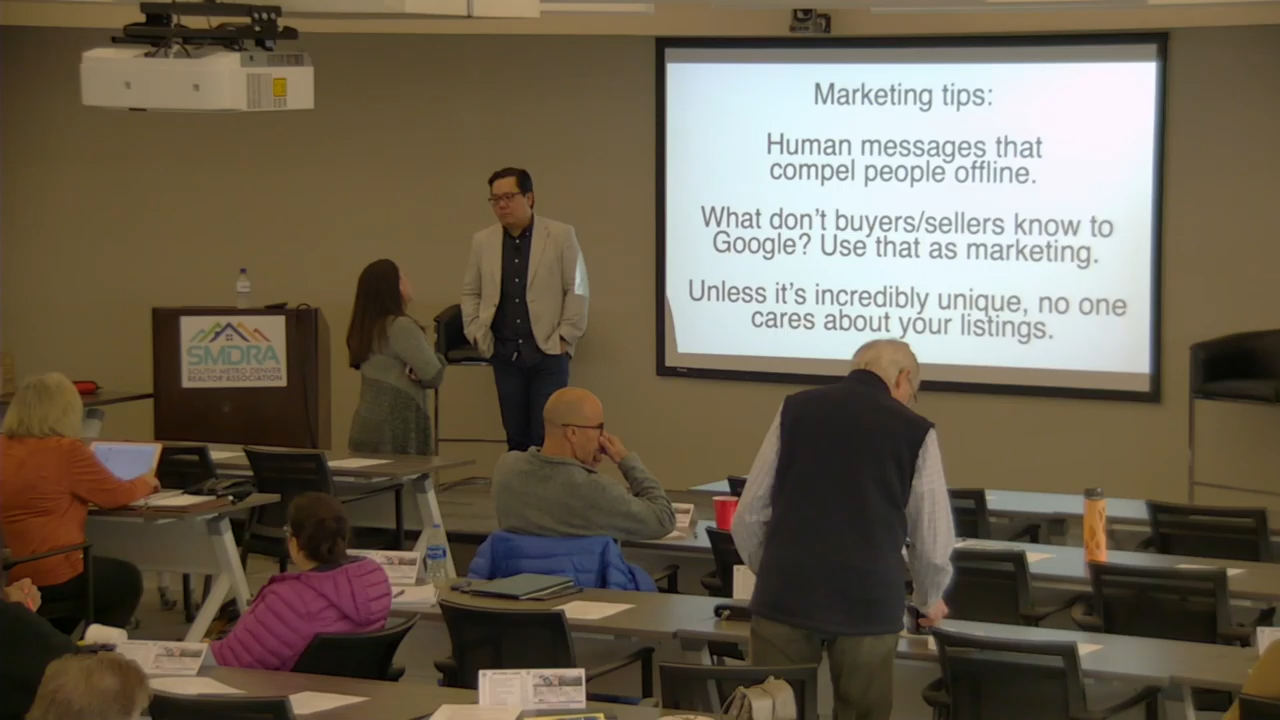 Marketing tips:
Human messages that
compel people offline.
What don't buyers/sellers know to
Google? Use that as marketing.
Unless it's incredibly unique, no one
cares about your listings.
SMDRA
SOUTH METRO DENVER
REALTOR ASSOCIATION